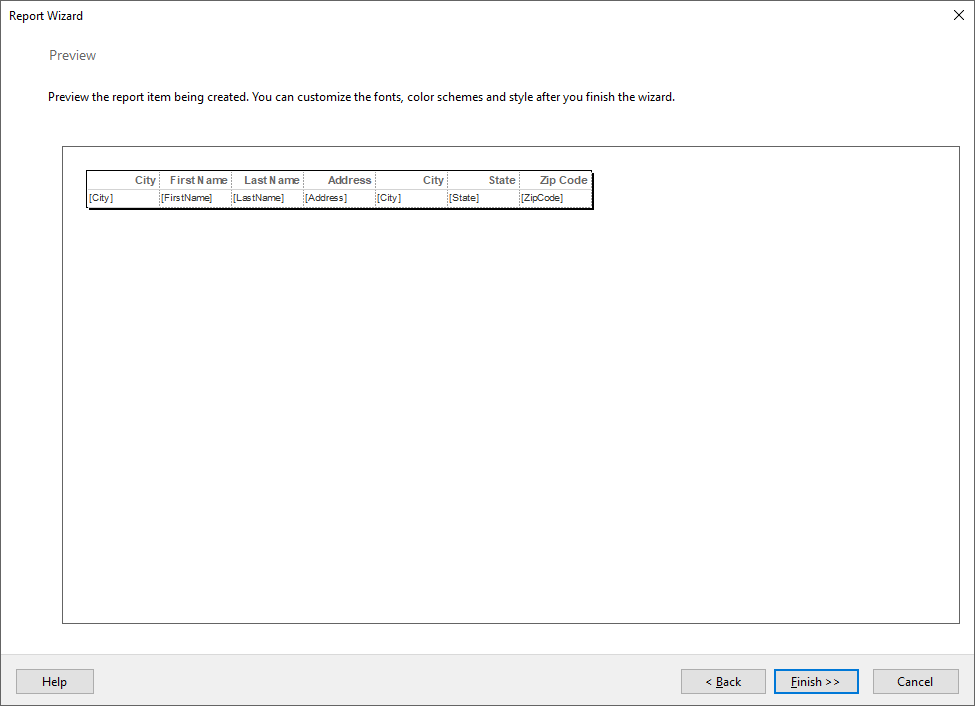 Report Wizard
Preview
Preview the report item being created. You can customize the fonts, color schemes and style after you finish the wizard.
City First Name Last Name Address City State Zip Code
[City] [FirstName] [LastName] [Address] [City] [State] [ZipCode]
Help < Back Finish >> Cancel